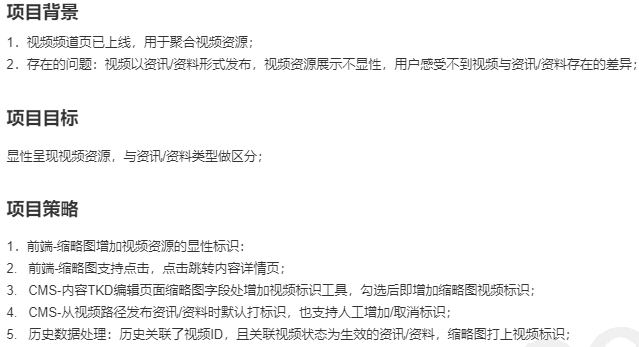 项目背景
1. 视频频道页已上线，用于聚合视频资源；
2. 存在的问题：视频以资讯/资料形式发布，视频资源展示不显性，用户感受不到视频与资讯/资料存在的差异；
项目目标
显性呈现视频资源，与资讯/资料类型做区分；
项目策略
1. 前端-缩略图增加视频资源的显性标识：
2. 前端-缩略图支持点击，点击跳转内容详情页；
3. CMS-内容TKD编辑页面缩略图字段处增加视频标识工具，勾选后即增加缩略图视频标识；
4. CMS-从视频路径发布资讯/资料时默认打标识，也支持人工增加/取消标识；
5. 历史数据处理：历史关联了视频ID，且关联视频状态为生效的资讯/资料，缩略图打上视频标识；